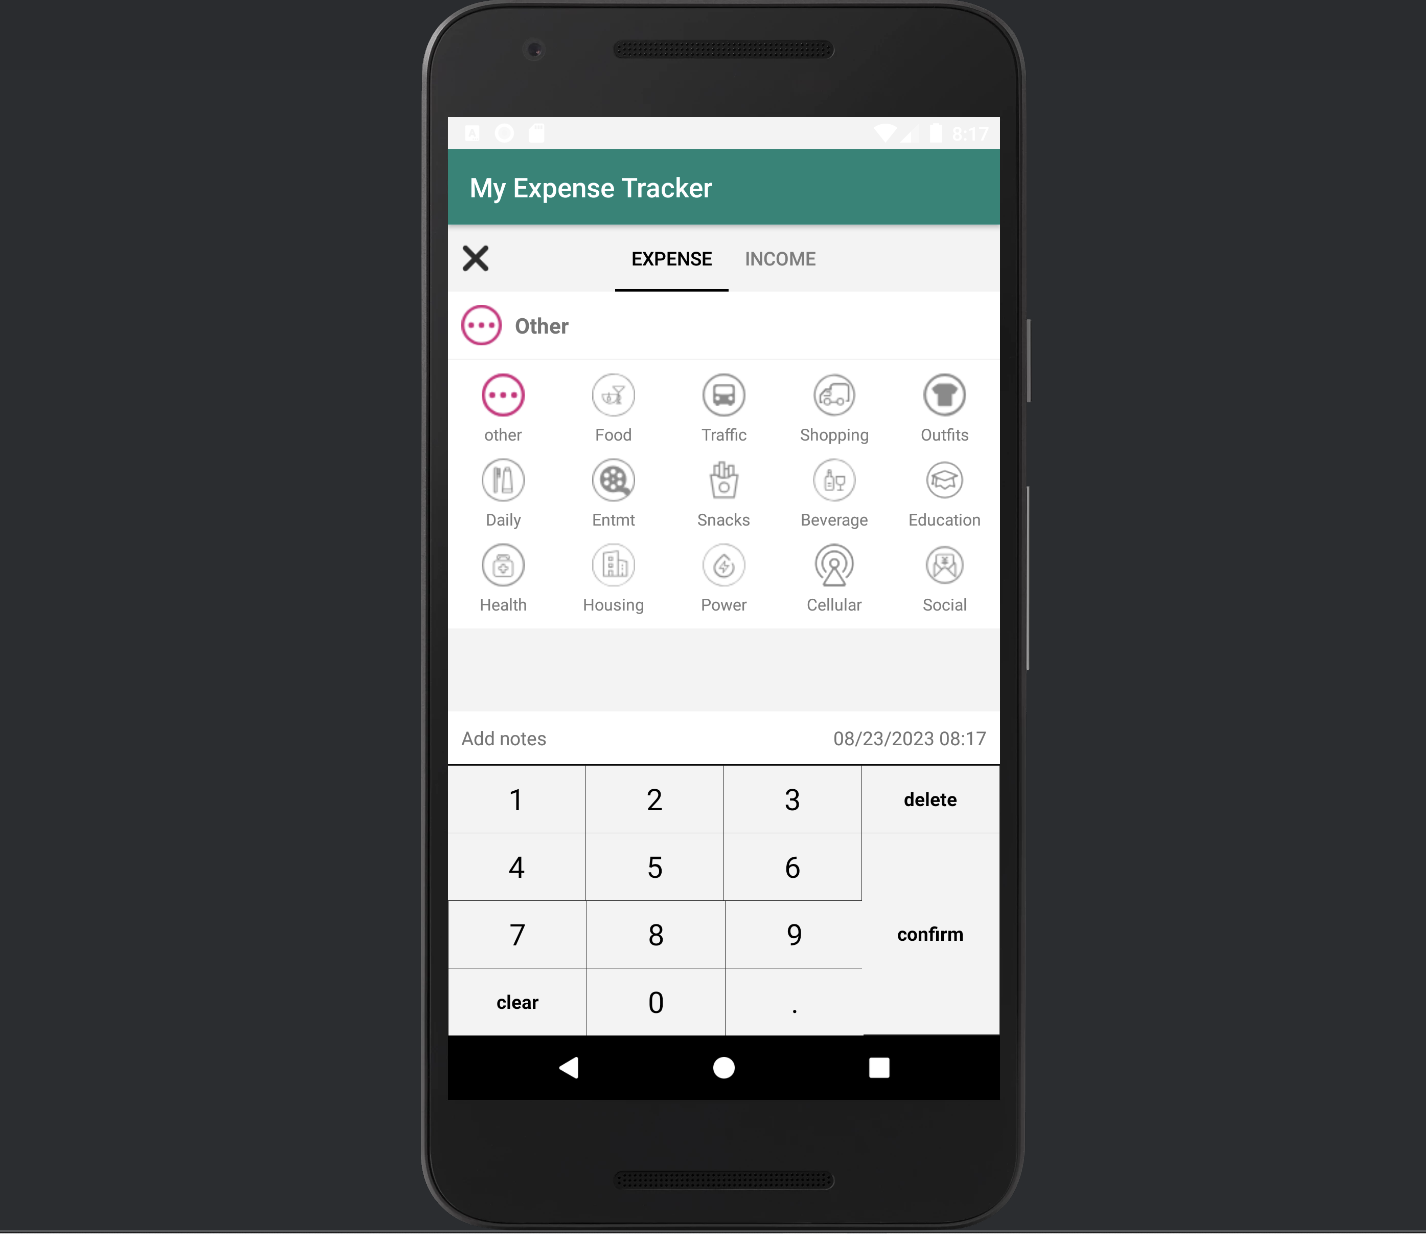 8:17
My Expense Tracker
EXPENSE INCOME
Other
other Food Traffic Shopping Outfits
Daily Entmt Snacks Beverage Education
Health Housing Power Cellular Social
Add notes 08/23/2023 08:17
1 2 3 delete
4 5 6
7 8 9 confirm
clear 0 .